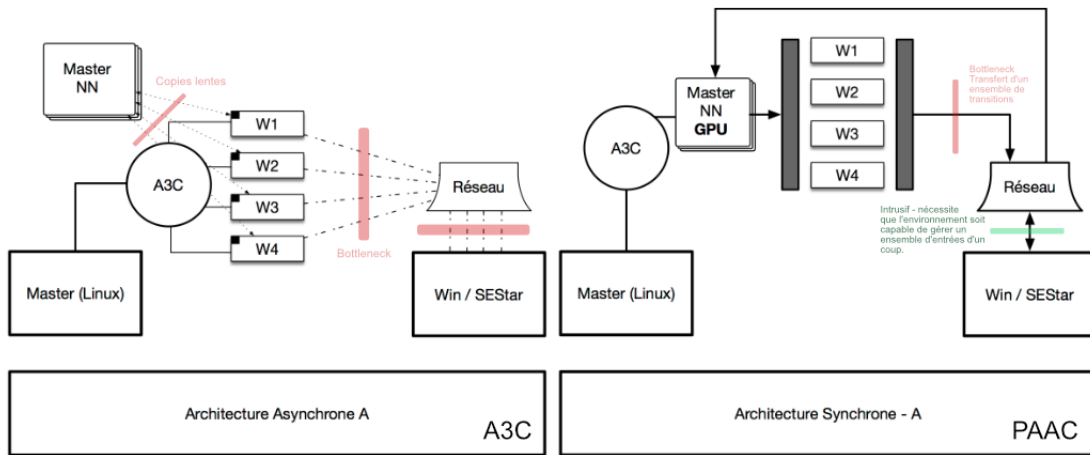 Master
NN
Copies lentes
W1
W2
W3
W4
A3C
Réseau
Bottleneck
Master (Linux)
Win / SEStar
Architecture Asynchrone A
A3C
W1
W2
W3
W4
Master
NN
GPU
A3C
Bottleneck
Transfert d'un
ensemble de
transitions
Réseau
Intrusif - nécessite
que l'environnement soit
capable de gérer un
ensemble d'entrées d'un
coup.
Master (Linux)
Win / SEStar
Architecture Synchrone - A
PAAC